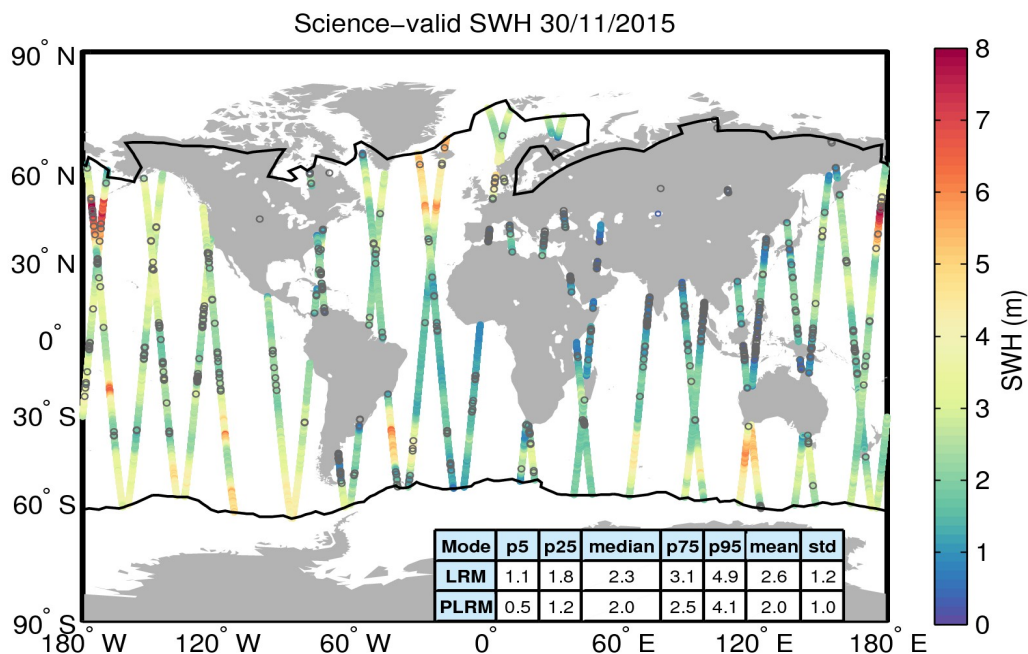 Science−valid SWH 30/11/2015
90° N
60° N
30° N
0°
30° S
60° S
90° S
180° W
120° W
60° W
0°
60° E
120° E
180° E
Mode p5 p25 median p75 p95 mean std
LRM 1.1 1.8 2.3 3.1 4.9 2.6 1.2
PLRM 0.5 1.2 2.0 2.5 4.1 2.0 1.0
8
7
6
5
4
3
2
1
0
SWH (m)